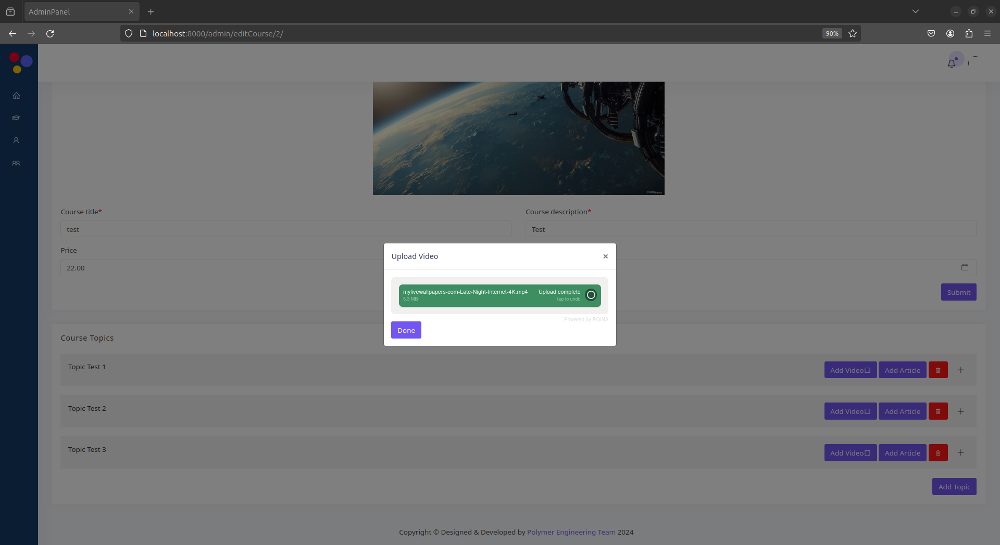 AdminPanel
localhost:8000/admin/editCourse/2/
90%
Course title*
Course description*
test
Test
Price
22.00
Submit
Upload Video
×
mylivewallpapers-com-Late-Night-Internet-4K.mp4
Upload complete
5.3 MB
tap to undo
Powered by PQINA
Done
Course Topics
Topic Test 1
Add Video
Add Article
Topic Test 2
Add Video
Add Article
Topic Test 3
Add Video
Add Article
Add Topic
Copyright © Designed & Developed by Polymer Engineering Team 2024